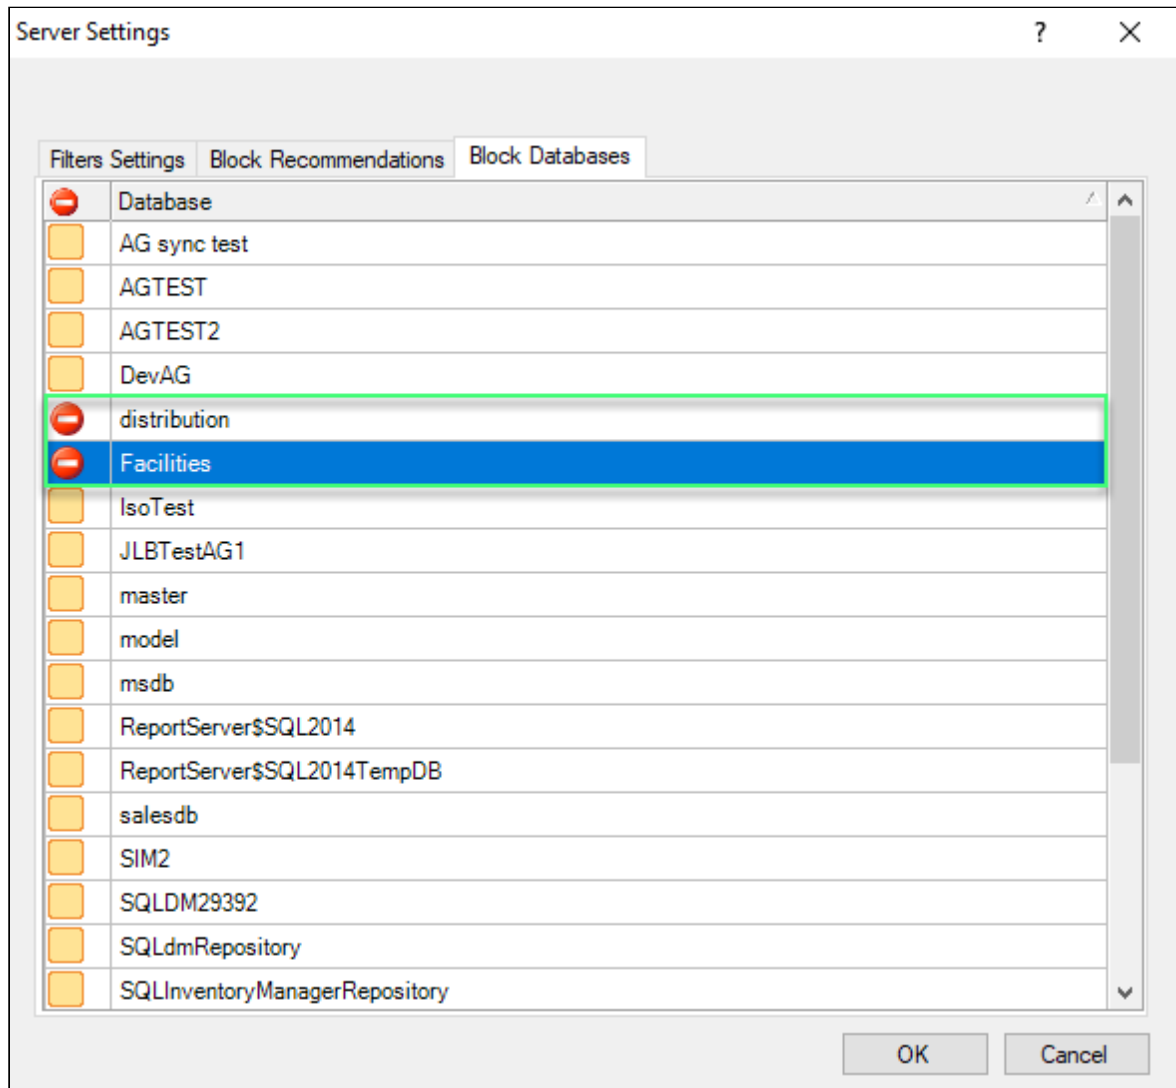 Server Settings ?
Filters Settings Block Recommendations Block Databases
Database
AG sync test
AGTEST
AGTEST2
DevAG
distribution
Facilities
IsoTest
JLBTestAG1
master
model
msdb
ReportServer$SQL2014
ReportServer$SQL2014TempDB
salesdb
SIM2
SQLDM29392
SQLdmRepository
SQLInventoryManagerRepository
OK Cancel